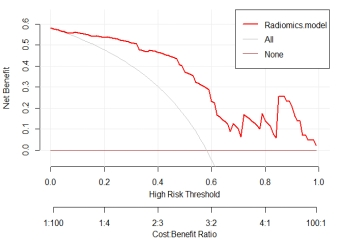 Radiomics.model
All
None
Net Benefit
0.6
0.5
0.4
0.3
0.2
0.1
0.0
0.0 0.2 0.4 0.6 0.8 1.0
High Risk Threshold
1:100 1:4 2:3 3:2 4:1 100:1
Cost:Benefit Ratio